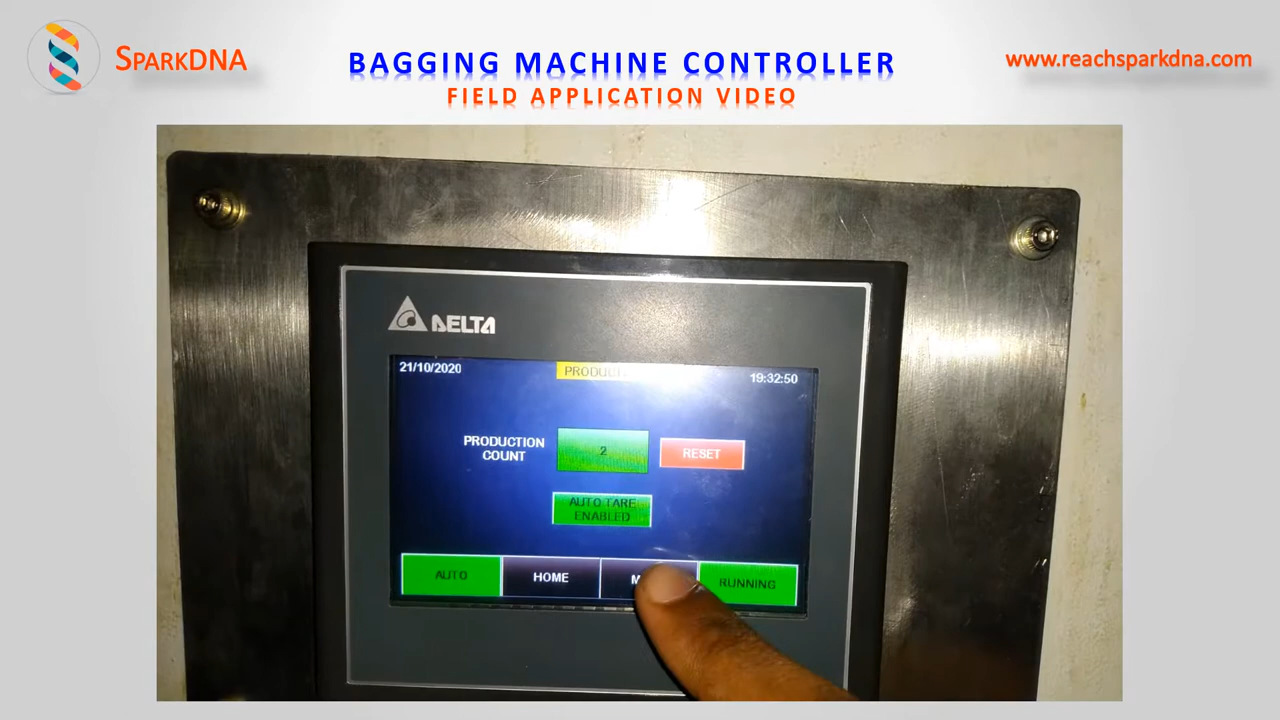 SPARKDNA
BAGGING MACHINE CONTROLLER
FIELD APPLICATION VIDEO
www.reachsparkdna.com
DELTA
21/10/2020
19:32:50
PRODUCTION
COUNT
2
RESET
AUTO TARE
ENABLED
AUTO
HOME
RUNNING